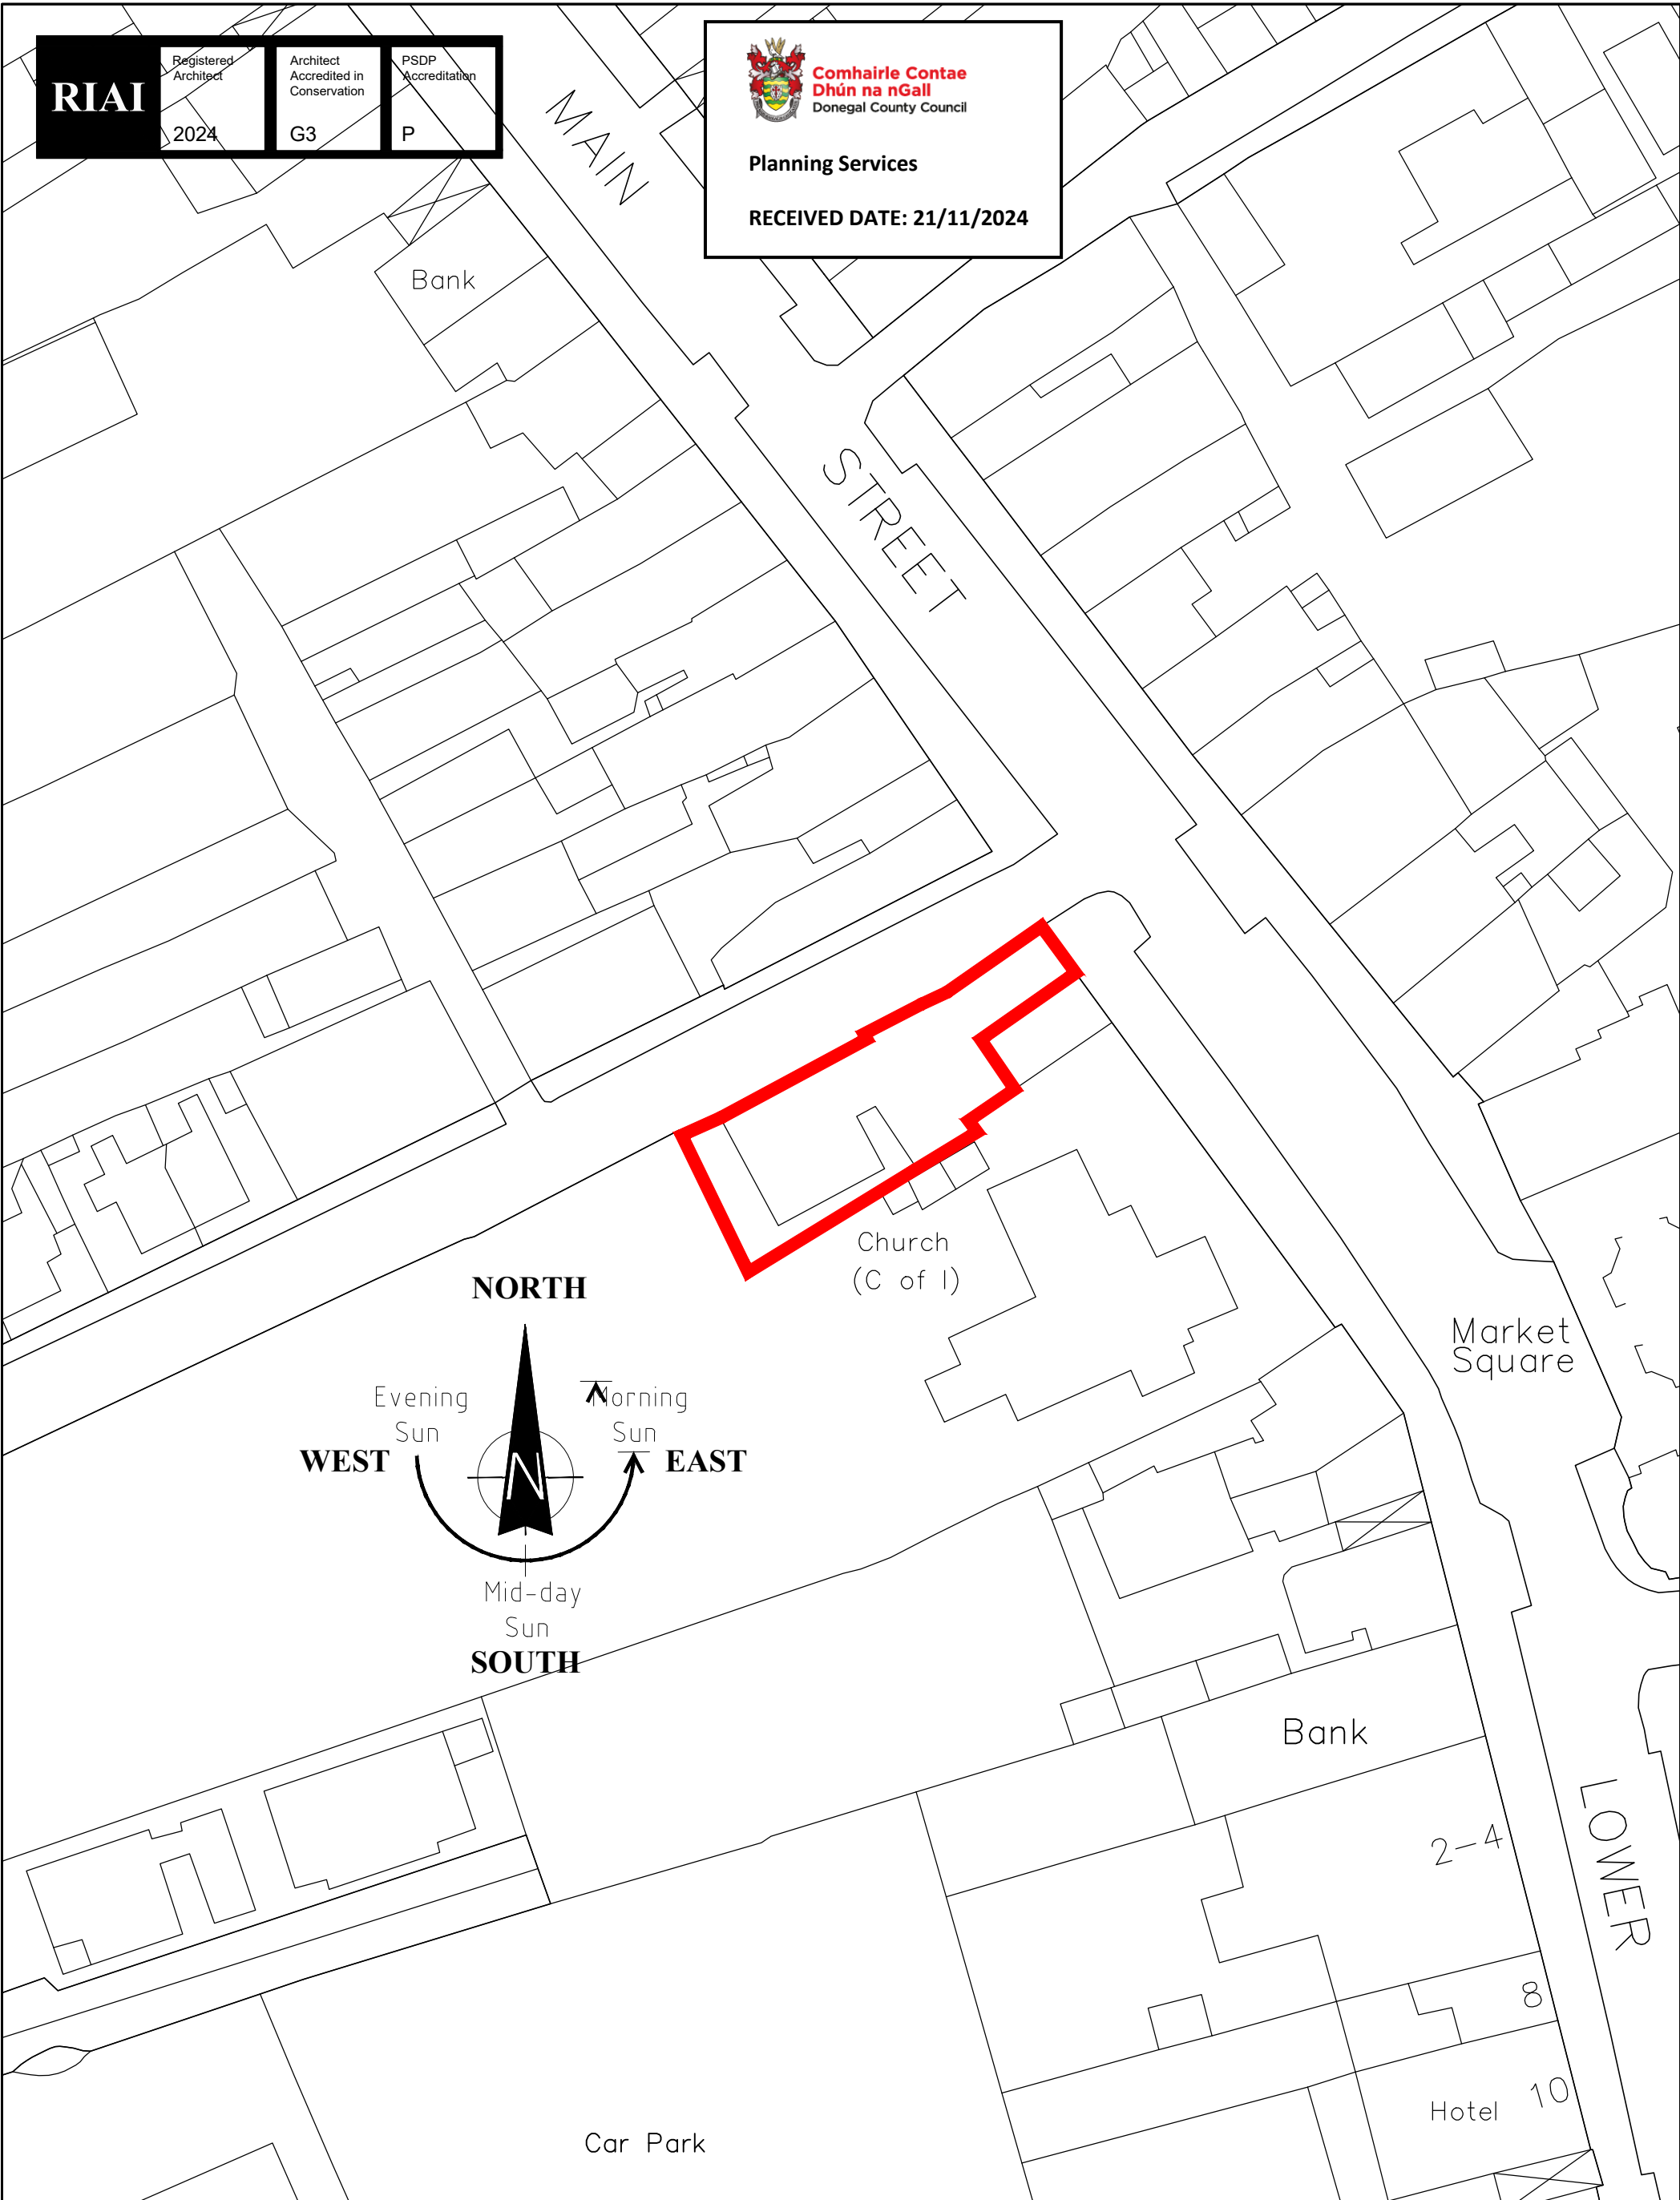 RIAI
Registered
Architect
2024
Architect
Accredited in
Conservation
G3
PSDP
Accreditation
P
Comhairle Contae
Dhún na nGall
Donegal County Council
Planning Services
RECEIVED DATE: 21/11/2024
MAIN
STREET
Bank
Church
(C of I)
Market
Square
NORTH
Evening
Sun
Morning
Sun
WEST
N
EAST
Mid-day
Sun
SOUTH
Bank
2-4
LOWER
8
Hotel
10
Car Park